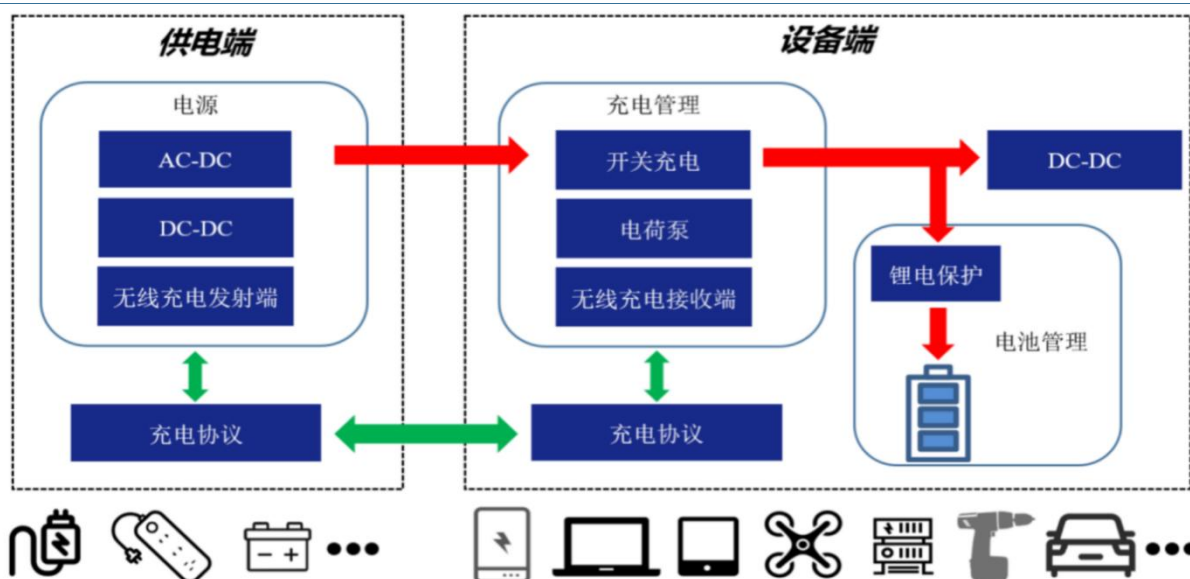 供电端
电源
AC-DC
DC-DC
无线充电发射端
充电协议
设备端
充电管理
开关充电
电荷泵
无线充电接收端
充电协议
DC-DC
锂电保护
电池管理